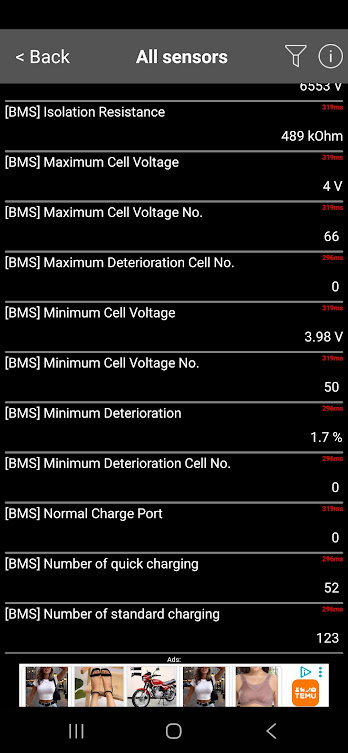 < Back
All sensors
6553 V
319ms
[BMS] Isolation Resistance
489 kOhm
319ms
[BMS] Maximum Cell Voltage
4 V
319ms
[BMS] Maximum Cell Voltage No.
66
296ms
[BMS] Maximum Deterioration Cell No.
0
319ms
[BMS] Minimum Cell Voltage
3.98 V
319ms
[BMS] Minimum Cell Voltage No.
50
296ms
[BMS] Minimum Deterioration
1.7 %
296ms
[BMS] Minimum Deterioration Cell No.
0
319ms
[BMS] Normal Charge Port
0
296ms
[BMS] Number of quick charging
52
296ms
[BMS] Number of standard charging
123
Ads:
TEMU